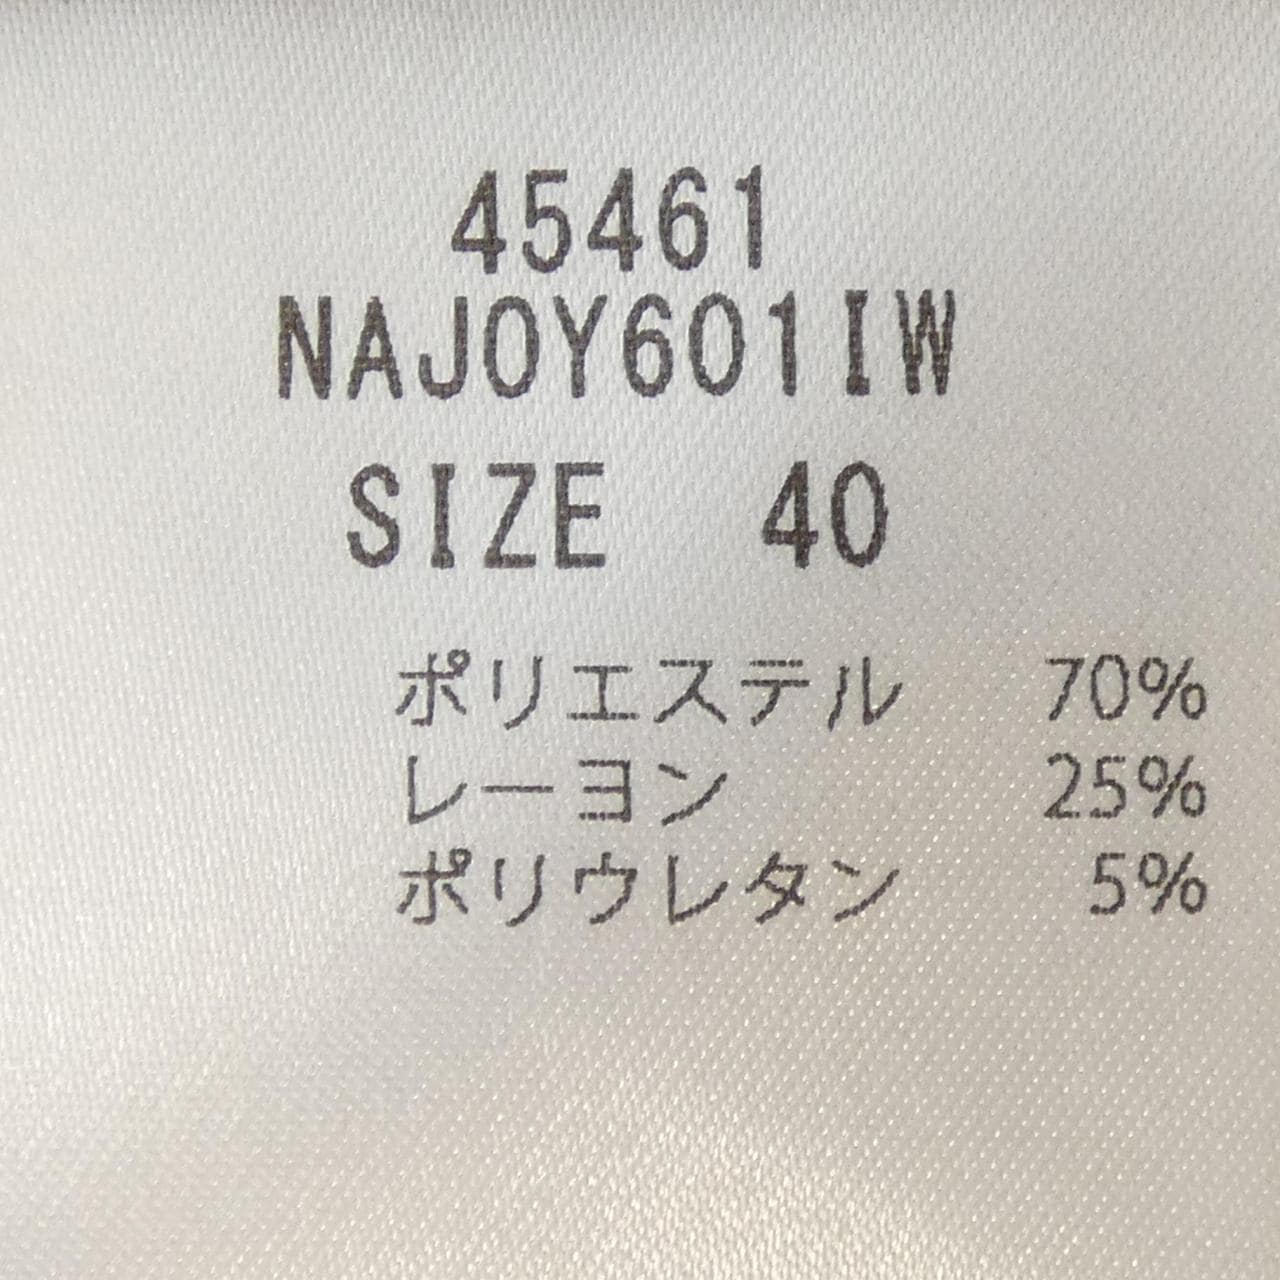 45461
NAJOY601IW
SIZE 40
ポリエステル 70%
レーヨン 25%
ポリウレタン 5%